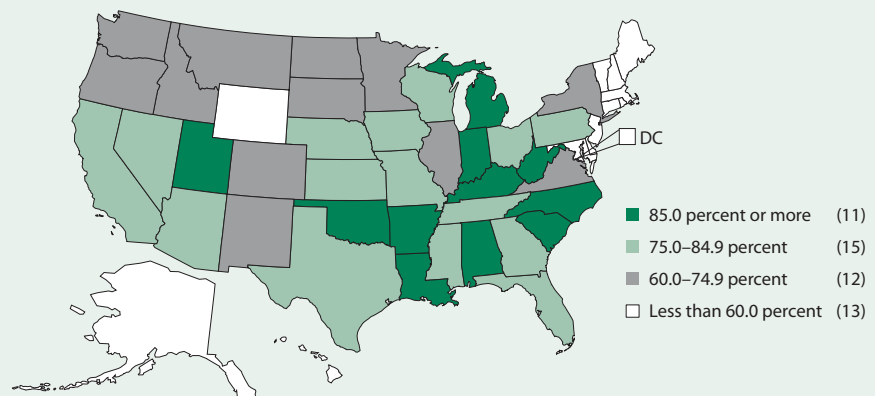 DC
85.0 percent or more (11)
75.0–84.9 percent (15)
60.0–74.9 percent (12)
Less than 60.0 percent (13)